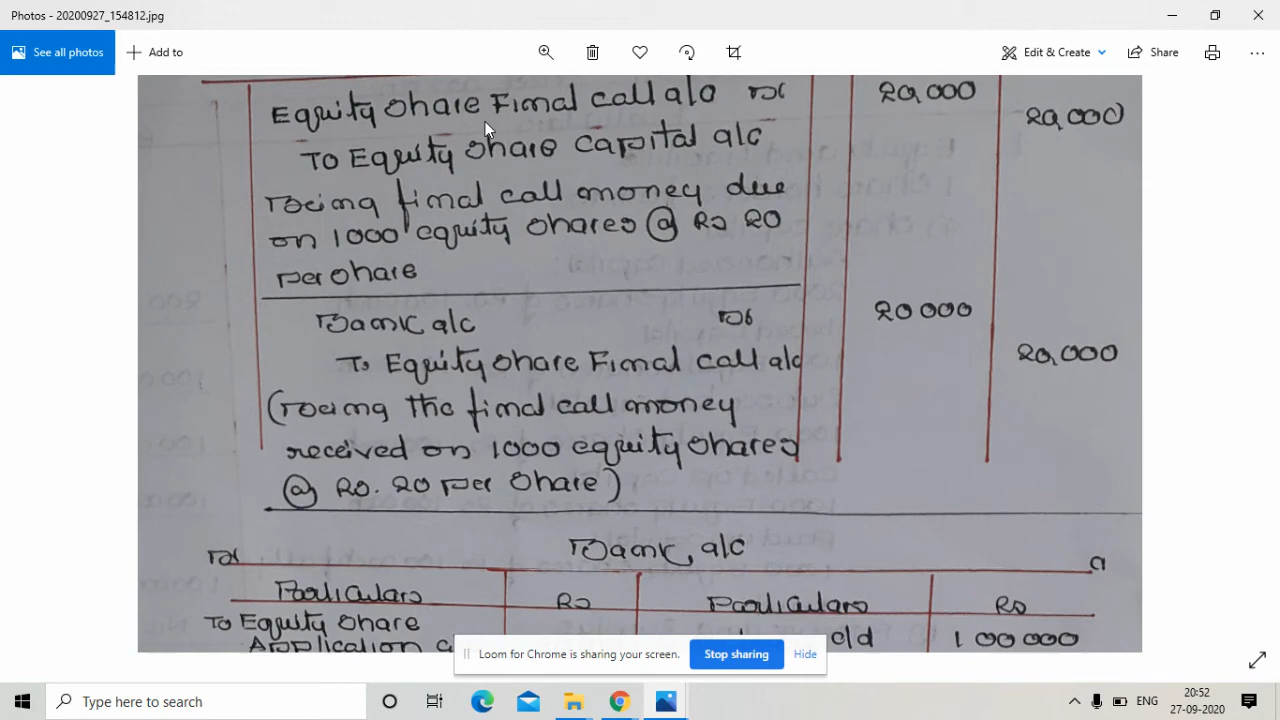 Photos - 20200927_154812.jpg
See all photos
Add to
Edit & Create
Share
Equity Share Final call a/c Dr 20,000
To Equity Share Capital a/c 20,000
Being final call money due
on 1000 equity shares @ Rs 20
per share
Bank a/c Dr 20000
To Equity Share Final call a/c 20,000
(Being the final call money
received on 1000 equity shares
@ Rs. 20 per share)
Bank a/c
Dr Cr
Particulars Rs Particulars Rs
To Equity Share
Application c/d 100000
Loom for Chrome is sharing your screen. Stop sharing Hide
Type here to search
ENG
20:52
27-09-2020